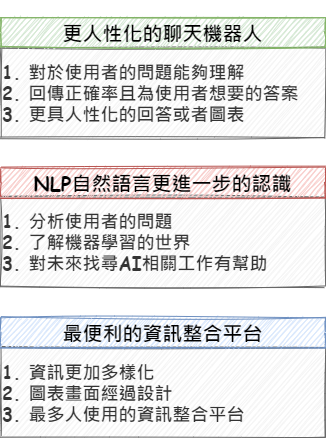 更人性化的聊天機器人
1. 對於使用者的問題能夠理解
2. 回傳正確率且為使用者想要的答案
3. 更具人性化的回答或者圖表
NLP自然語言更進一步的認識
1. 分析使用者的問題
2. 了解機器學習的世界
3. 對未來找尋AI相關工作有幫助
最便利的資訊整合平台
1. 資訊更加多樣化
2. 圖表畫面經過設計
3. 最多人使用的資訊整合平台